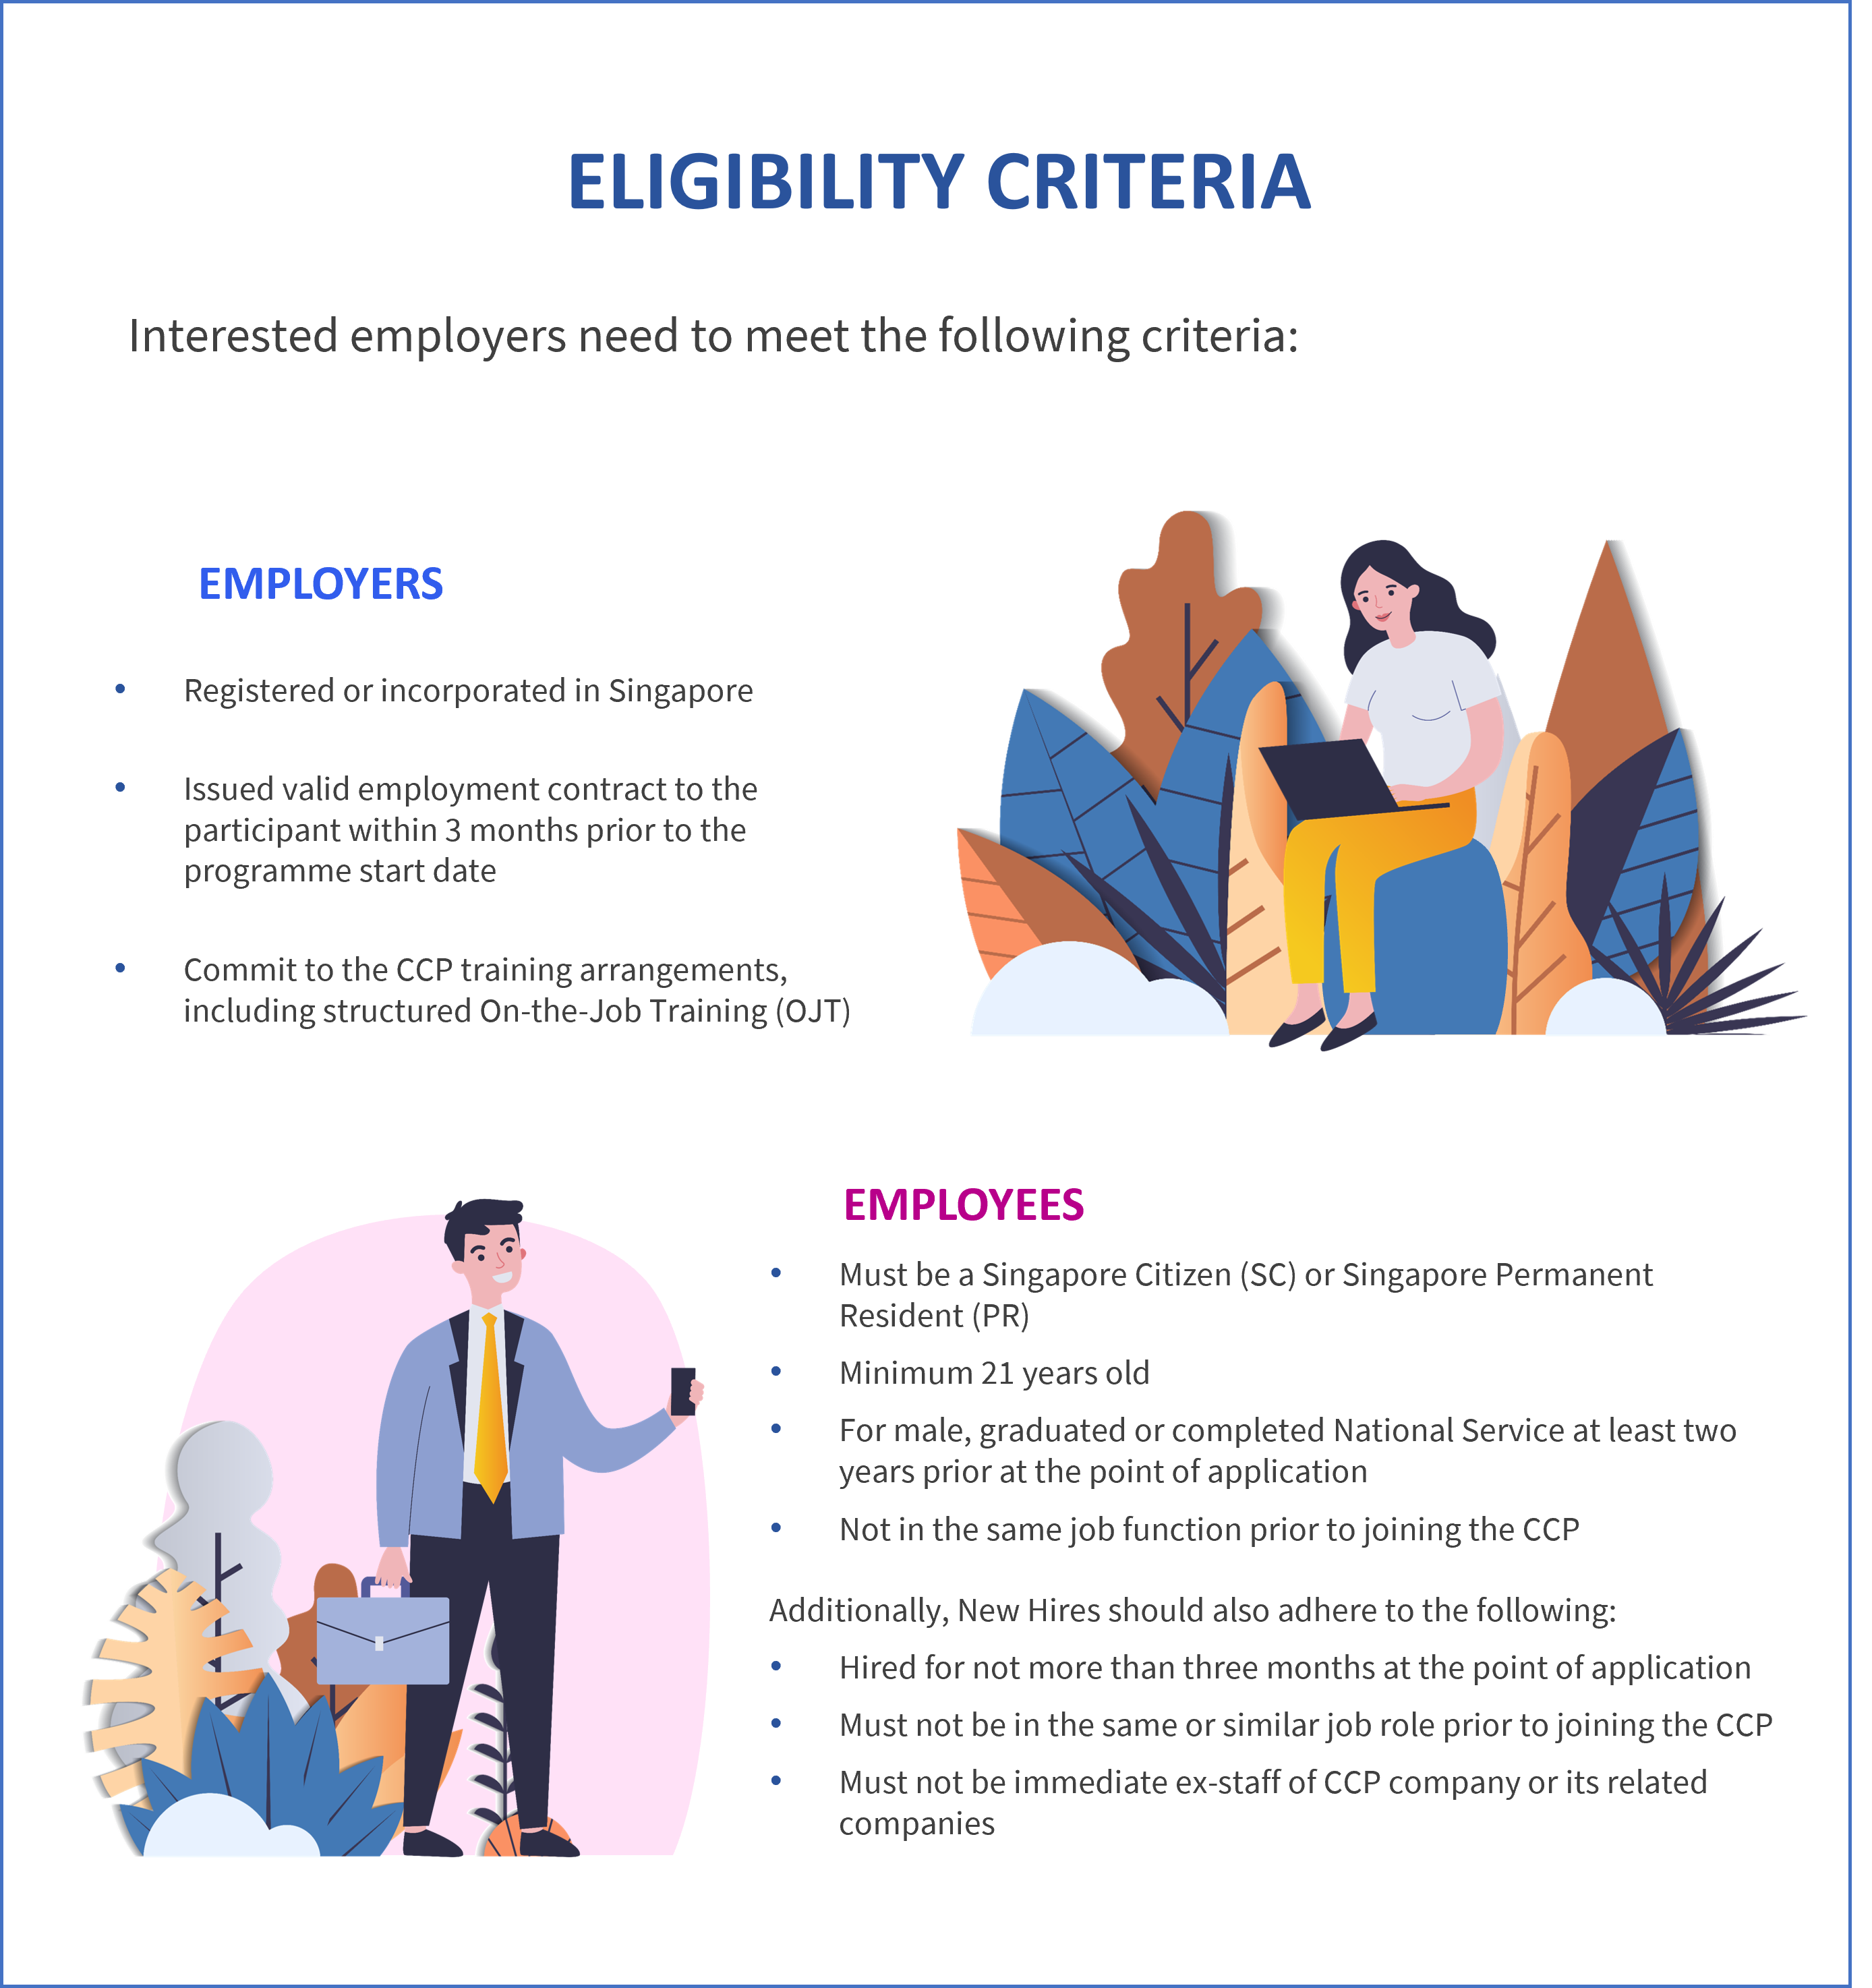 ELIGIBILITY CRITERIA
Interested employers need to meet the following criteria:
EMPLOYERS
• Registered or incorporated in Singapore
• Issued valid employment contract to the
participant within 3 months prior to the
programme start date
• Commit to the CCP training arrangements,
including structured On-the-Job Training (OJT)
EMPLOYEES
• Must be a Singapore Citizen (SC) or Singapore Permanent
Resident (PR)
• Minimum 21 years old
• For male, graduated or completed National Service at least two
years prior at the point of application
• Not in the same job function prior to joining the CCP
Additionally, New Hires should also adhere to the following:
• Hired for not more than three months at the point of application
• Must not be in the same or similar job role prior to joining the CCP
• Must not be immediate ex-staff of CCP company or its related
companies